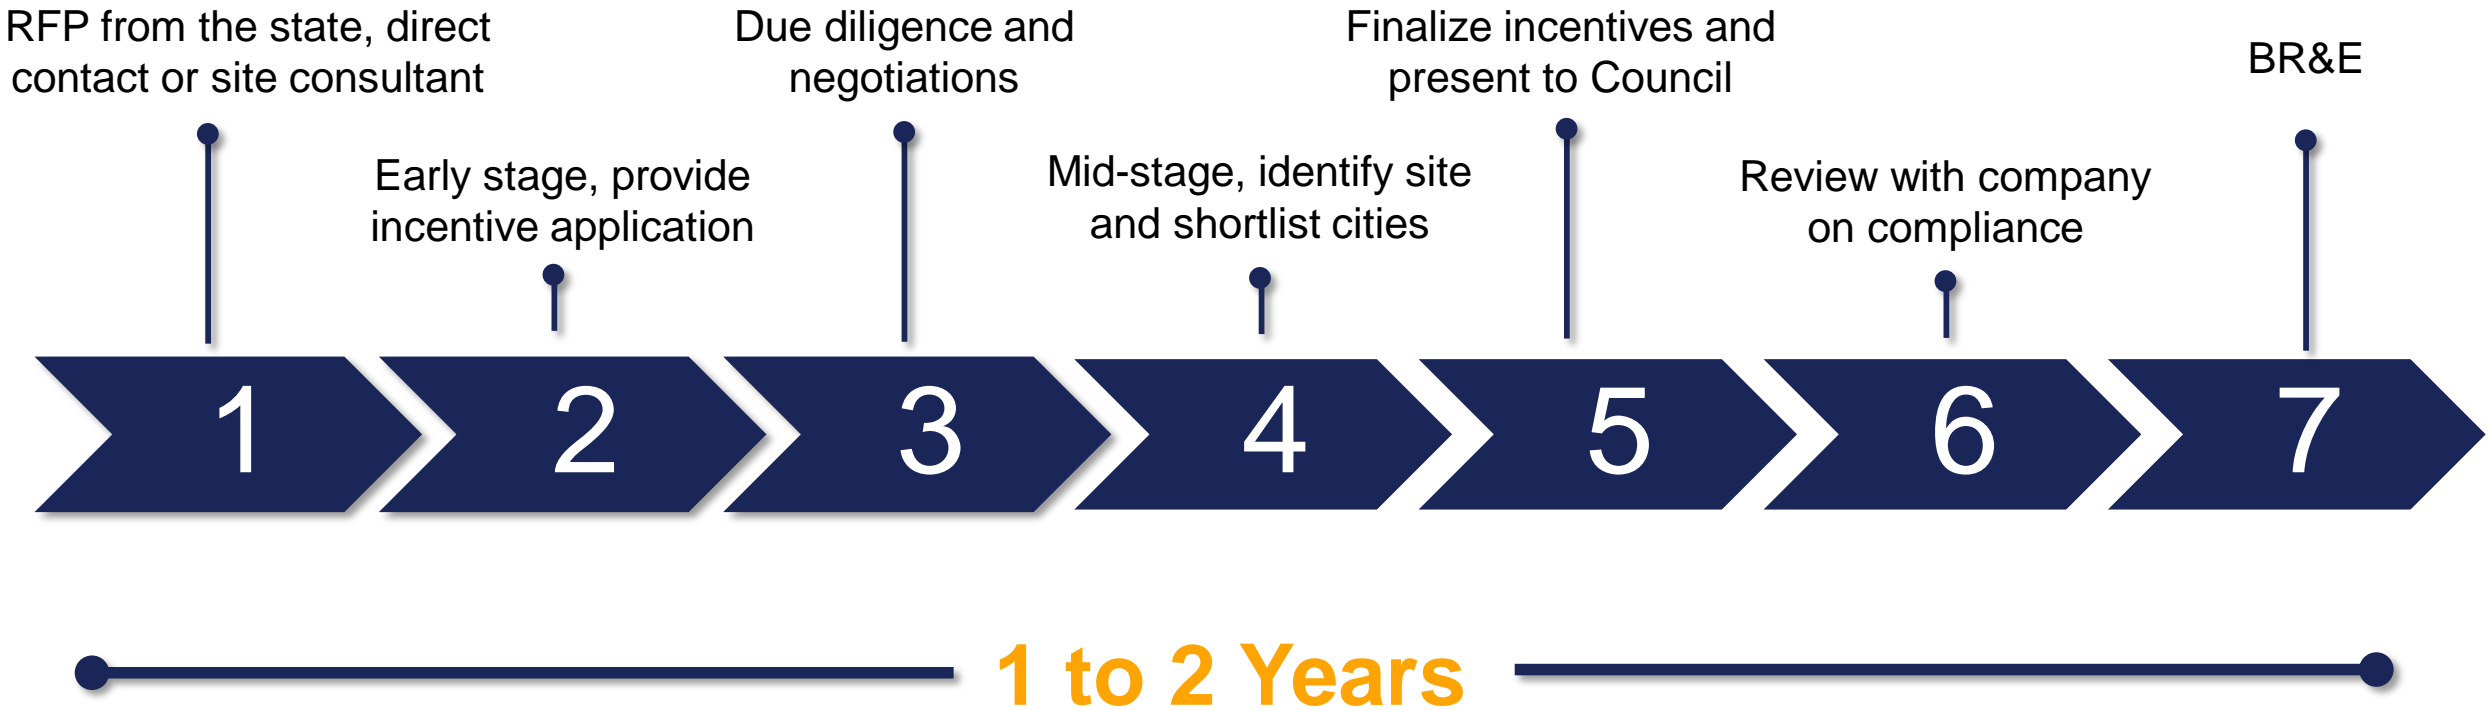 RFP from the state, direct
contact or site consultant
Early stage, provide
incentive application
Due diligence and
negotiations
Mid-stage, identify site
and shortlist cities
Finalize incentives and
present to Council
Review with company
on compliance
BR&E
1
2
3
4
5
6
7
1 to 2 Years